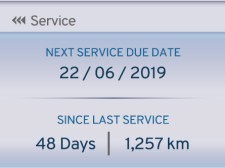 Service
NEXT SERVICE DUE DATE
22 / 06 / 2019
SINCE LAST SERVICE
48 Days | 1,257 km